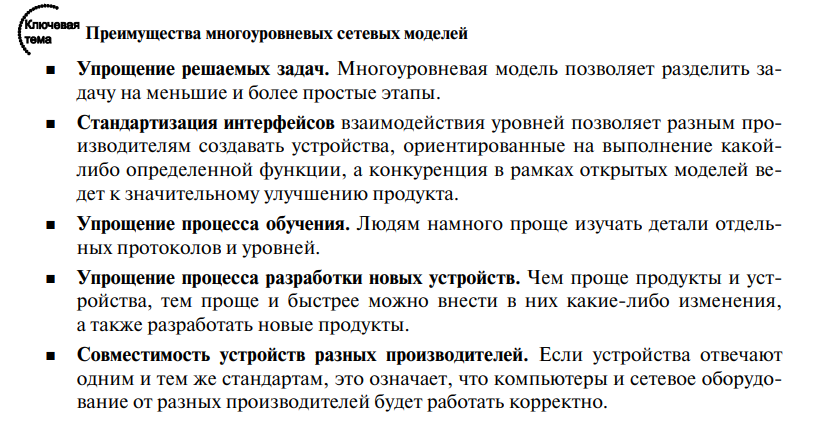 Ключевая
тема
Преимущества многоуровневых сетевых моделей
■ Упрощение решаемых задач. Многоуровневая модель позволяет разделить за-
дачу на меньшие и более простые этапы.
■ Стандартизация интерфейсов взаимодействия уровней позволяет разным про-
изводителям создавать устройства, ориентированные на выполнение какой-
либо определенной функции, а конкуренция в рамках открытых моделей ве-
дет к значительному улучшению продукта.
■ Упрощение процесса обучения. Людям намного проще изучать детали отдель-
ных протоколов и уровней.
■ Упрощение процесса разработки новых устройств. Чем проще продукты и уст-
ройства, тем проще и быстрее можно внести в них какие-либо изменения,
а также разработать новые продукты.
■ Совместимость устройств разных производителей. Если устройства отвечают
одним и тем же стандартам, это означает, что компьютеры и сетевое оборудо-
вание от разных производителей будет работать корректно.